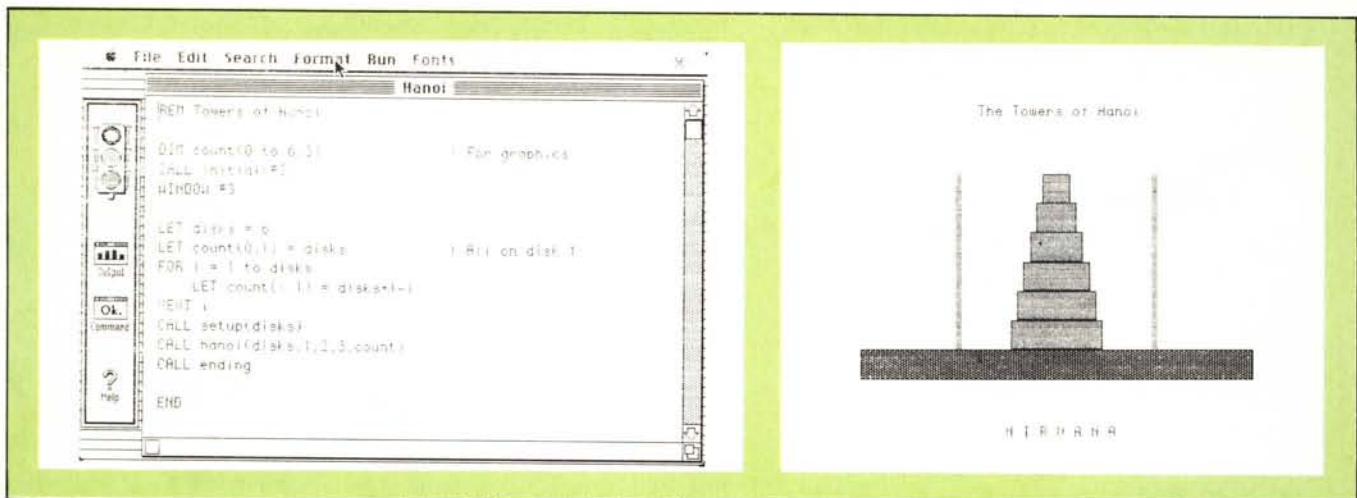 File Edit Search Format Run Fonts
Hanoi
REM Towers of Hanoi
DIM count(0 to 6,3) ! For graphics
CALL initial(#3)
WINDOW #3
LET disks = 6
LET count(0,1) = disks ! All on disk 1
FOR i = 1 to disks
LET count(i,1) = disks+1-i
NEXT i
CALL setup(disks)
CALL hanoi(disks,1,2,3,count)
CALL ending
END
Output
Ok.
Command
?
Help
The Towers of Hanoi
N I R V A N A